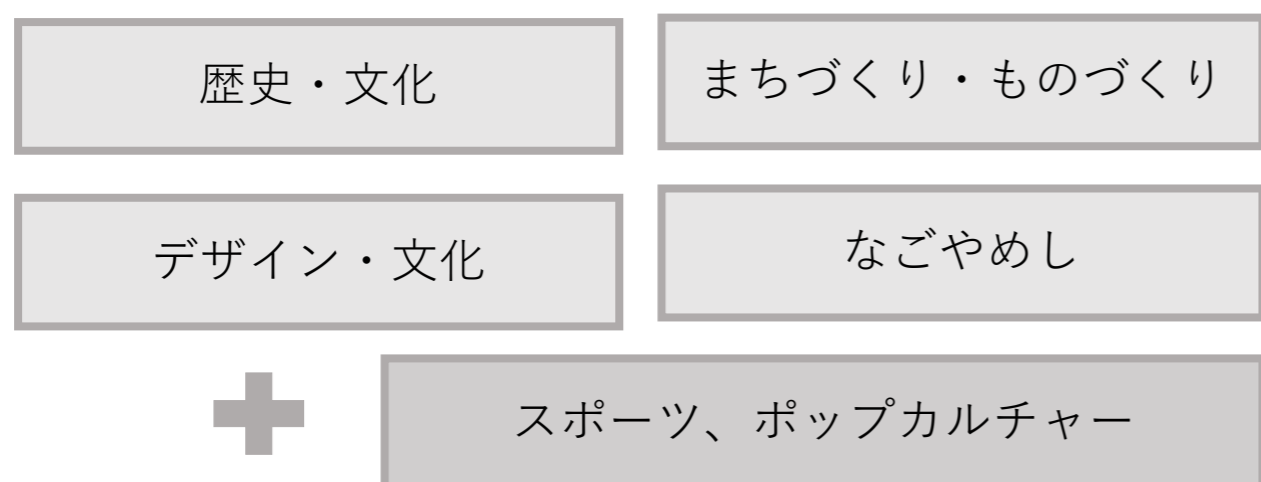 歴史・文化
まちづくり・ものづくり
デザイン・文化
なごやめし
スポーツ、ポップカルチャー